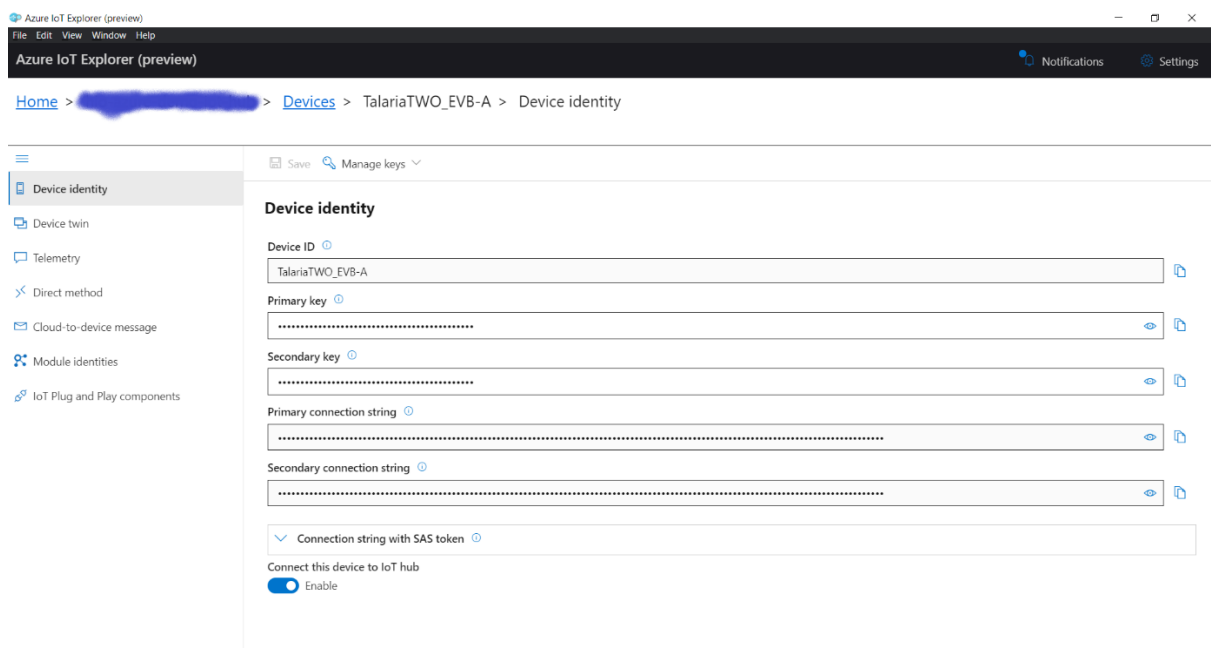 Azure IoT Explorer (preview)
File Edit View Window Help
Azure IoT Explorer (preview)
Notifications
Settings
Home > > Devices > TalariaTWO_EVB-A > Device identity
Save Manage keys
Device identity
Device twin
Telemetry
Direct method
Cloud-to-device message
Module identities
IoT Plug and Play components
Device identity
Device ID
TalariaTWO_EVB-A
Primary key
Secondary key
Primary connection string
Secondary connection string
Connection string with SAS token
Connect this device to IoT hub
Enable